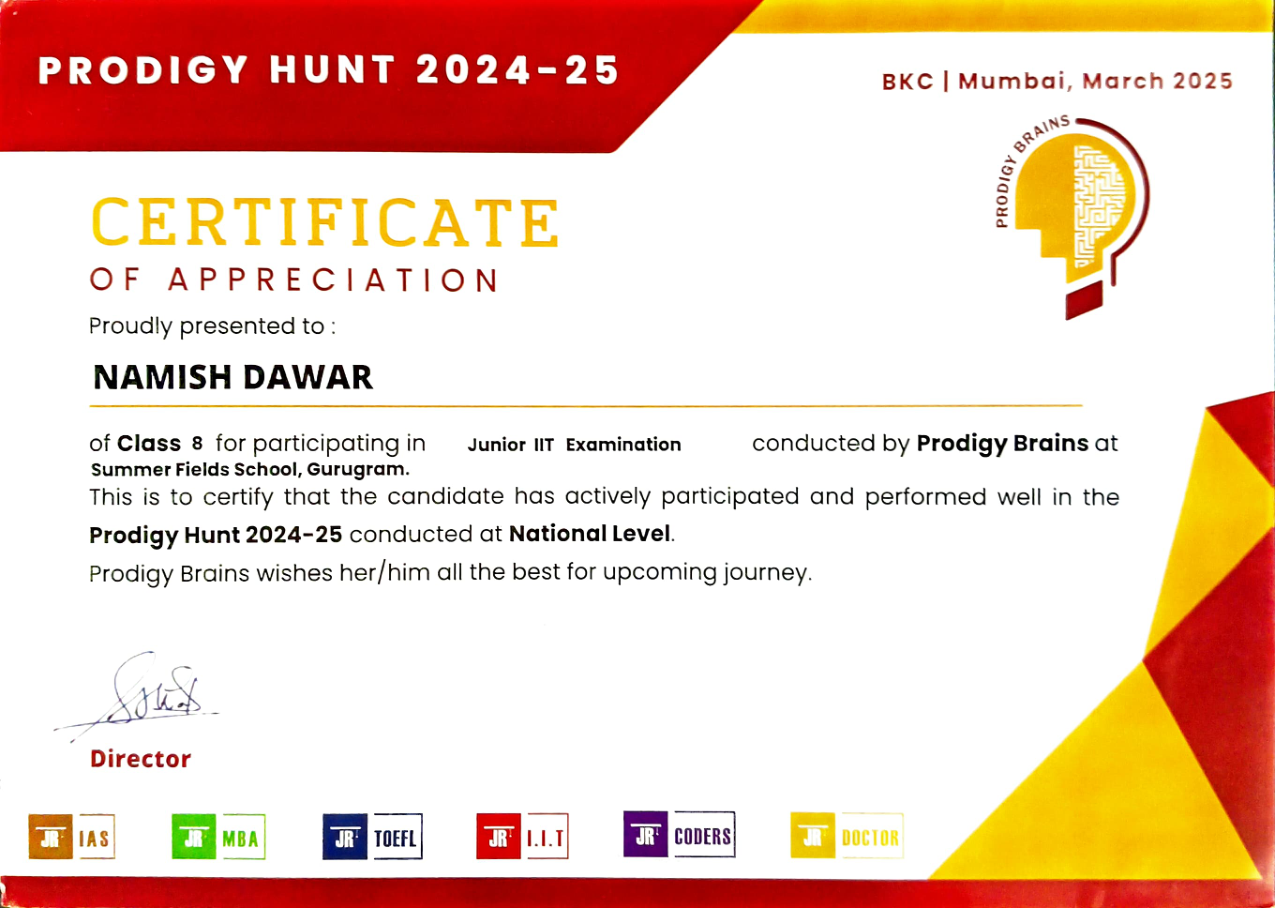 PRODIGY HUNT 2024-25
BKC | Mumbai, March 2025
PRODIGY BRAINS
CERTIFICATE
OF APPRECIATION
Proudly presented to :
NAMISH DAWAR
of Class 8 for participating in Junior IIT Examination conducted by Prodigy Brains at
Summer Fields School, Gurugram.
This is to certify that the candidate has actively participated and performed well in the
Prodigy Hunt 2024-25 conducted at National Level.
Prodigy Brains wishes her/him all the best for upcoming journey.
Director
JR IAS JR MBA JR TOEFL JR I.I.T JR CODERS JR DOCTOR